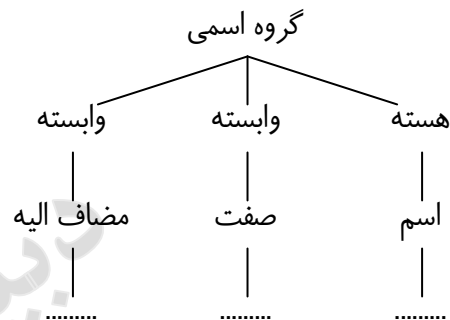 گروه اسمی
هسته وابسته وابسته
اسم صفت مضاف الیه
......... ......... .........